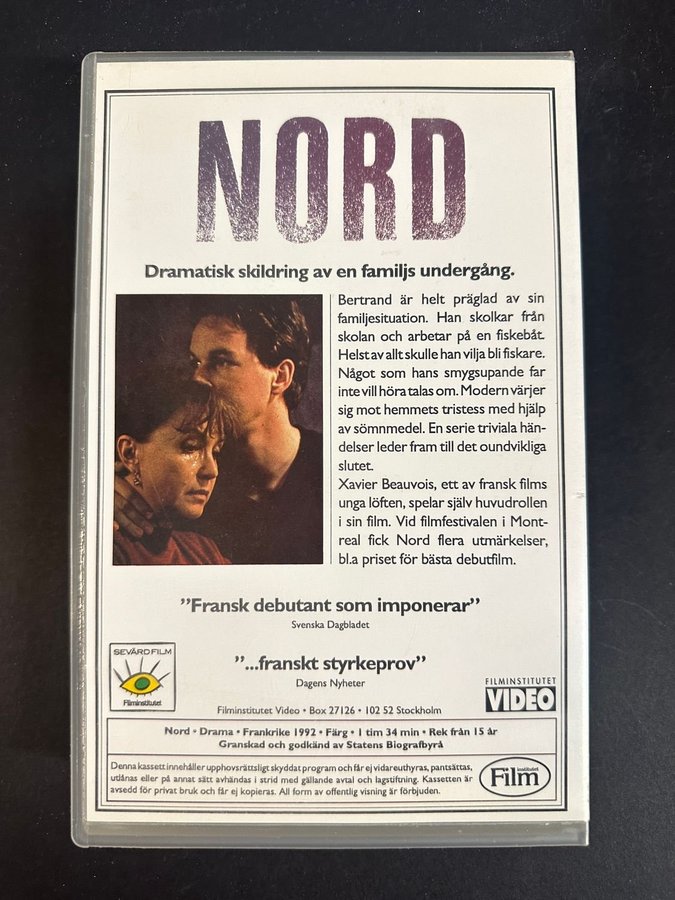 NORD
Dramatisk skildring av en familjs undergång.
Bertrand är helt präglad av sin
familjesituation. Han skolkar från
skolan och arbetar på en fiskebåt.
Helst av allt skulle han vilja bli fiskare.
Något som hans smygsupande far
inte vill höra talas om. Modern värjer
sig mot hemmets tristess med hjälp
av sömnmedel. En serie triviala hän-
delser leder fram till det oundvikliga
slutet.
Xavier Beauvois, ett av fransk films
unga löften, spelar själv huvudrollen
i sin film. Vid filmfestivalen i Mont-
real fick Nord flera utmärkelser,
bl.a priset för bästa debutfilm.
”Fransk debutant som imponerar”
Svenska Dagbladet
”...franskt styrkeprov”
Dagens Nyheter
SEVÄRD FILM
Filminstitutet
FILMINSTITUTET
VIDEO
Filminstitutet Video • Box 27126 • 102 52 Stockholm
Nord • Drama • Frankrike 1992 • Färg • 1 tim 34 min • Rek från 15 år
Granskad och godkänd av Statens Biografbyrå
Denna kassett innehåller upphovsrättsligt skyddat program och får ej vidareuthyras, pantsättas,
utlånas eller på annat sätt avhändas i strid med gällande avtal och lagstiftning. Kassetten är
avsedd för privat bruk och får ej kopieras. All form av offentlig visning är förbjuden.
institutet
Film